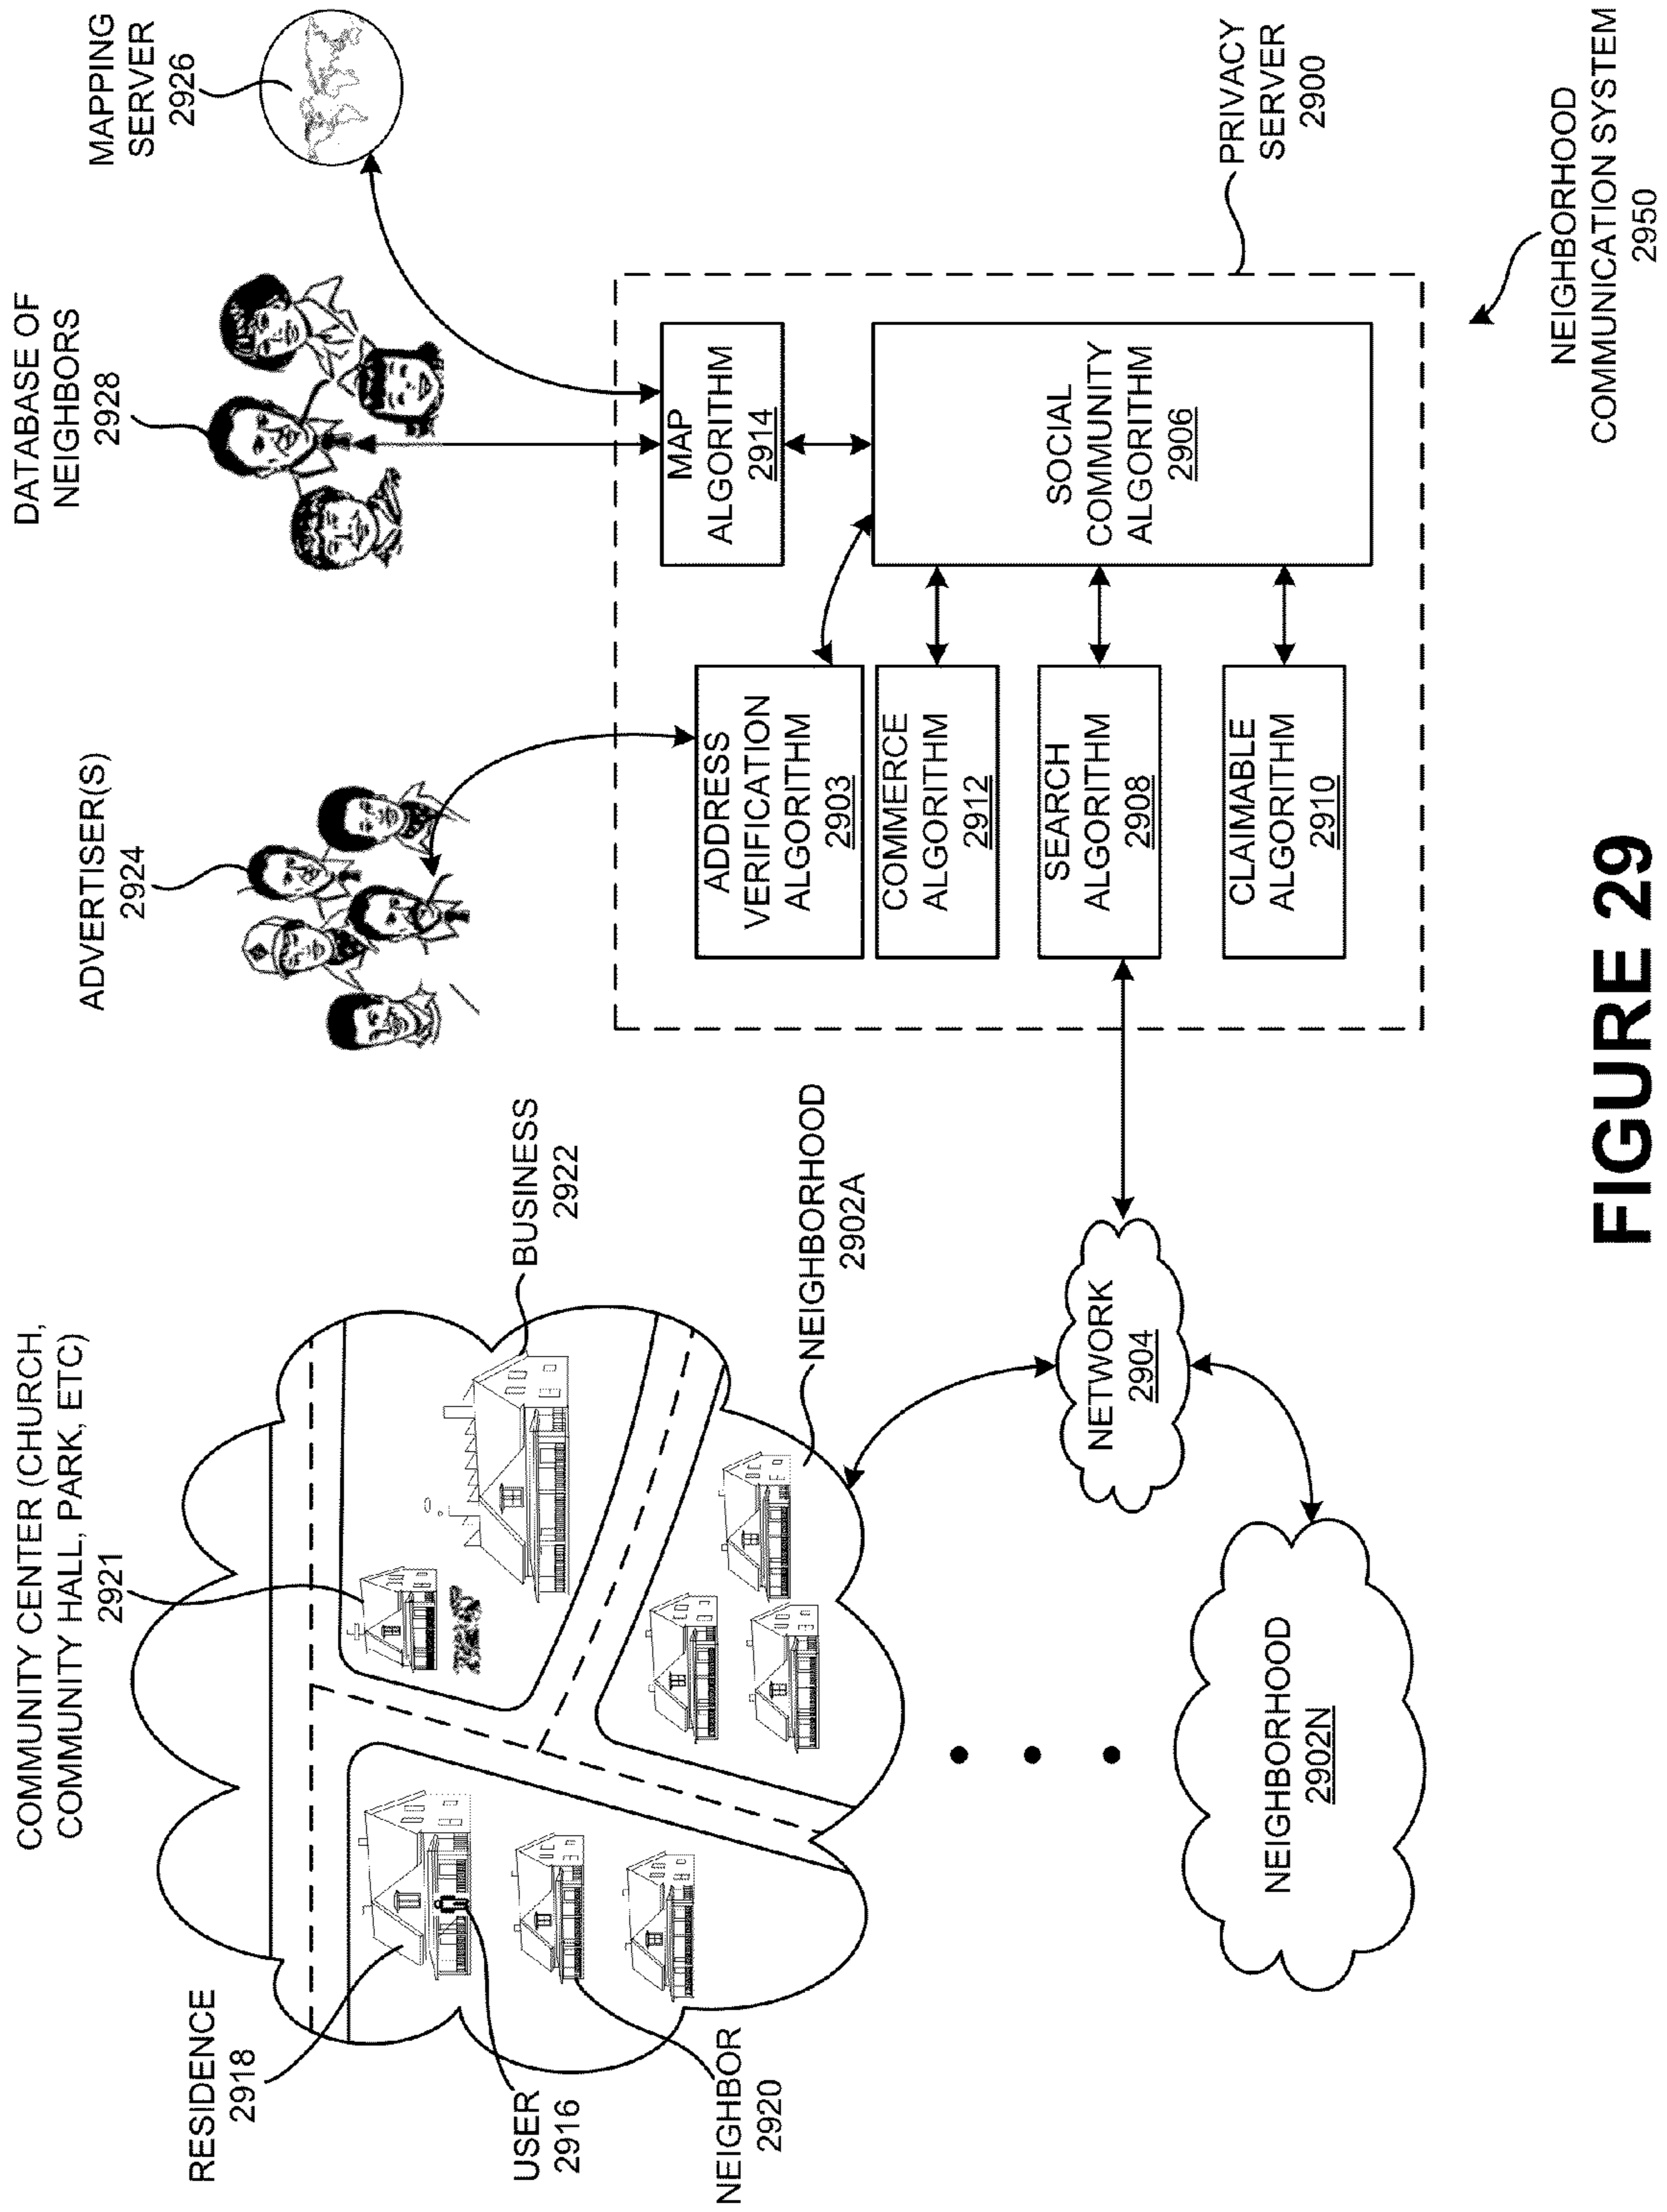 COMMUNITY CENTER (CHURCH,
COMMUNITY HALL, PARK, ETC)
2921
RESIDENCE
2918
USER
2916
NEIGHBOR
2920
BUSINESS
2922
NEIGHBORHOOD
2902A
ADVERTISER(S)
2924
DATABASE OF
NEIGHBORS
2928
MAPPING
SERVER
2926
MAP
ALGORITHM
2914
ADDRESS
VERIFICATION
ALGORITHM
2903
COMMERCE
ALGORITHM
2912
SEARCH
ALGORITHM
2908
CLAIMABLE
ALGORITHM
2910
SOCIAL
COMMUNITY
ALGORITHM
2906
PRIVACY
SERVER
2900
NETWORK
2904
NEIGHBORHOOD
2902N
NEIGHBORHOOD
COMMUNICATION SYSTEM
2950
FIGURE 29